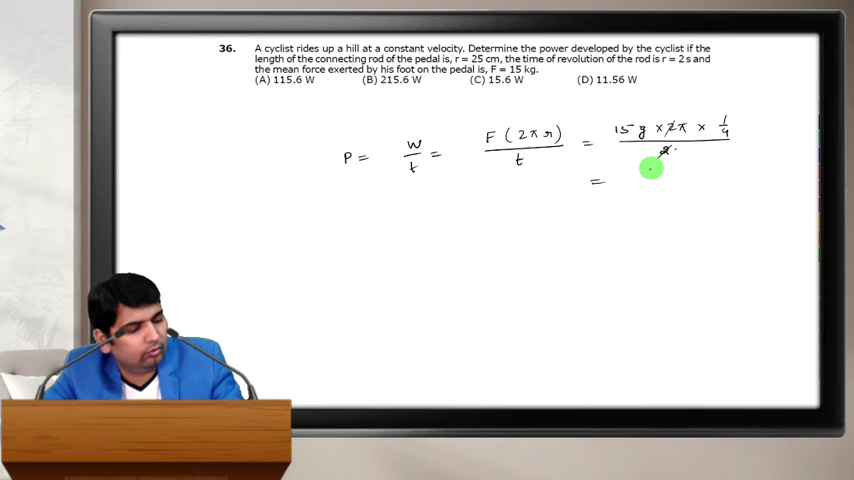 36. A cyclist rides up a hill at a constant velocity. Determine the power developed by the cyclist if the
length of the connecting rod of the pedal is, r = 25 cm, the time of revolution of the rod is r = 2 s and
the mean force exerted by his foot on the pedal is, F = 15 kg.
(A) 115.6 W (B) 215.6 W (C) 15.6 W (D) 11.56 W
P = W/t = F (2πr)/t = 15 g × 2π × 1/4 / 2
=